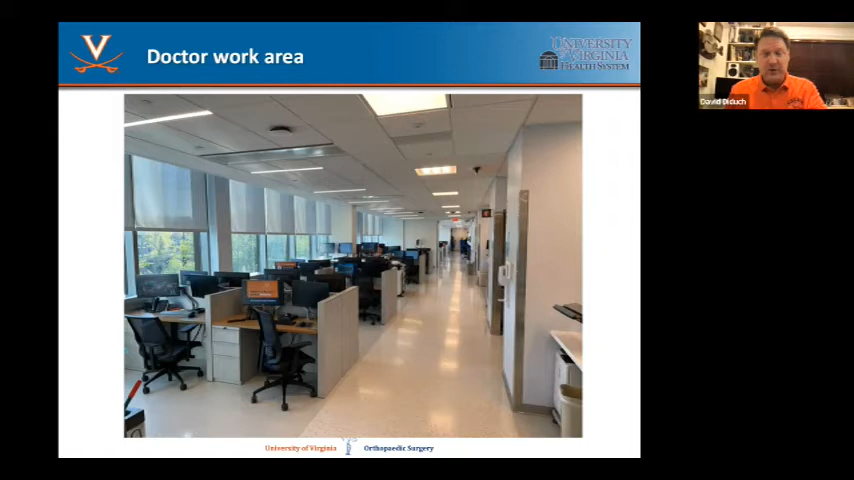 Doctor work area
UNIVERSITY
of VIRGINIA
HEALTH SYSTEM
David Diduch
University of Virginia
Orthopaedic Surgery